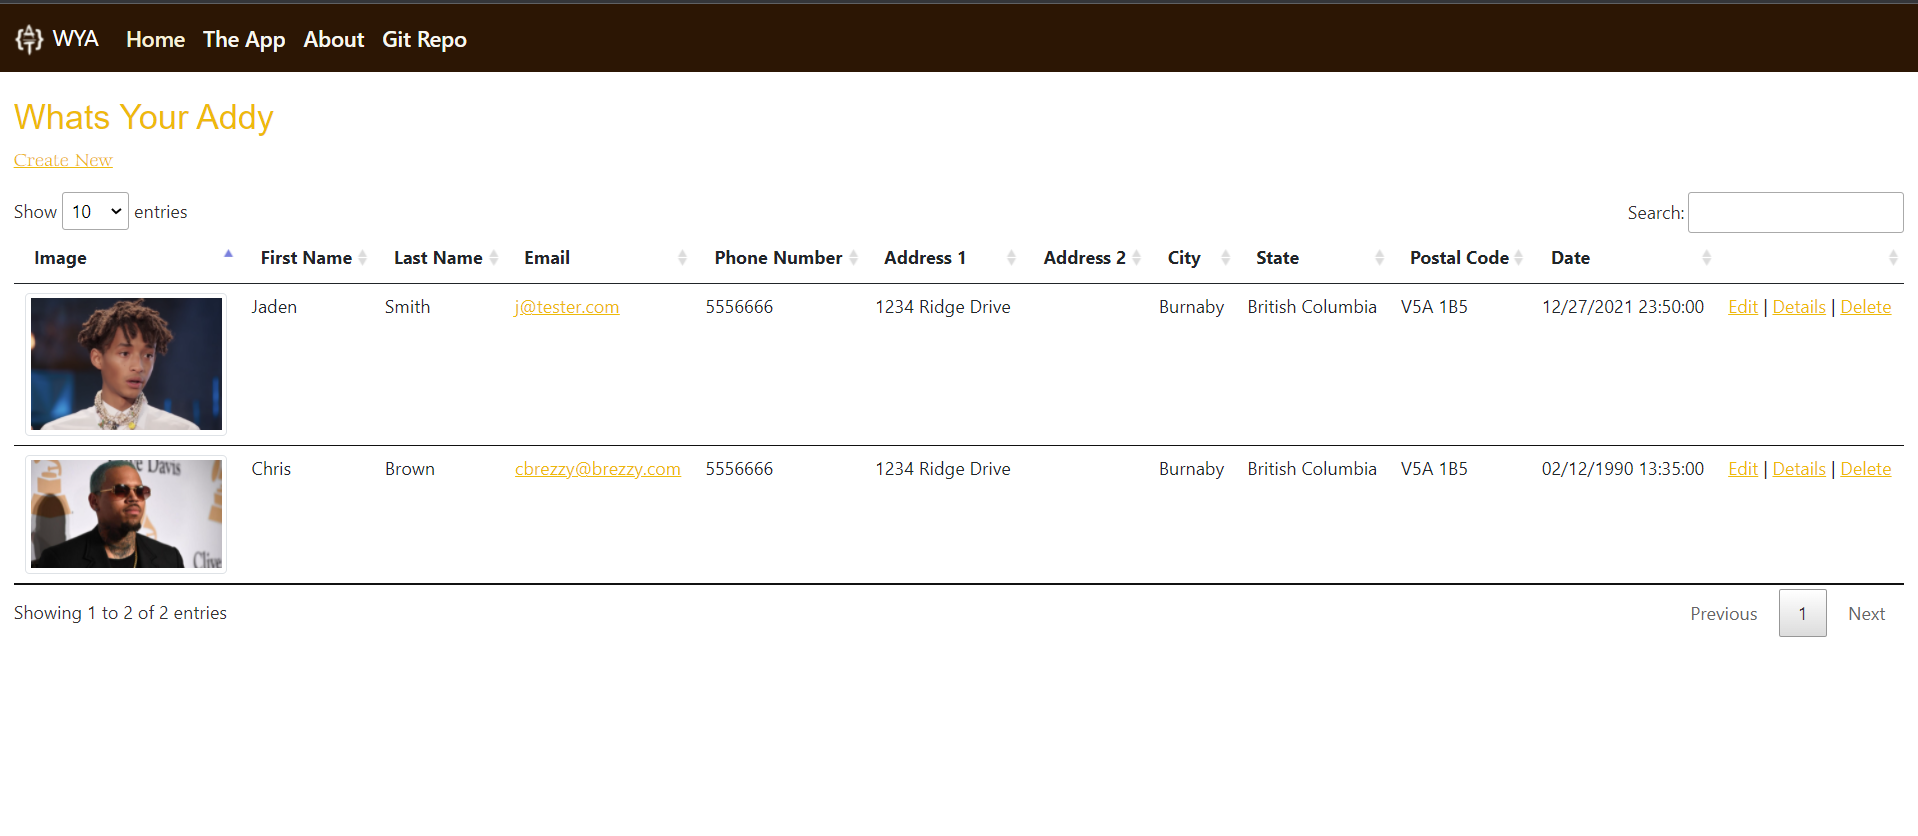 WYA Home The App About Git Repo
Whats Your Addy
Create New
Show 10 entries Search:
Image First Name Last Name Email Phone Number Address 1 Address 2 City State Postal Code Date
Jaden Smith j@tester.com 5556666 1234 Ridge Drive Burnaby British Columbia V5A 1B5 12/27/2021 23:50:00 Edit | Details | Delete
Davis
Chris Brown cbrezzy@brezzy.com 5556666 1234 Ridge Drive Burnaby British Columbia V5A 1B5 02/12/1990 13:35:00 Edit | Details | Delete
Clive
Showing 1 to 2 of 2 entries Previous 1 Next